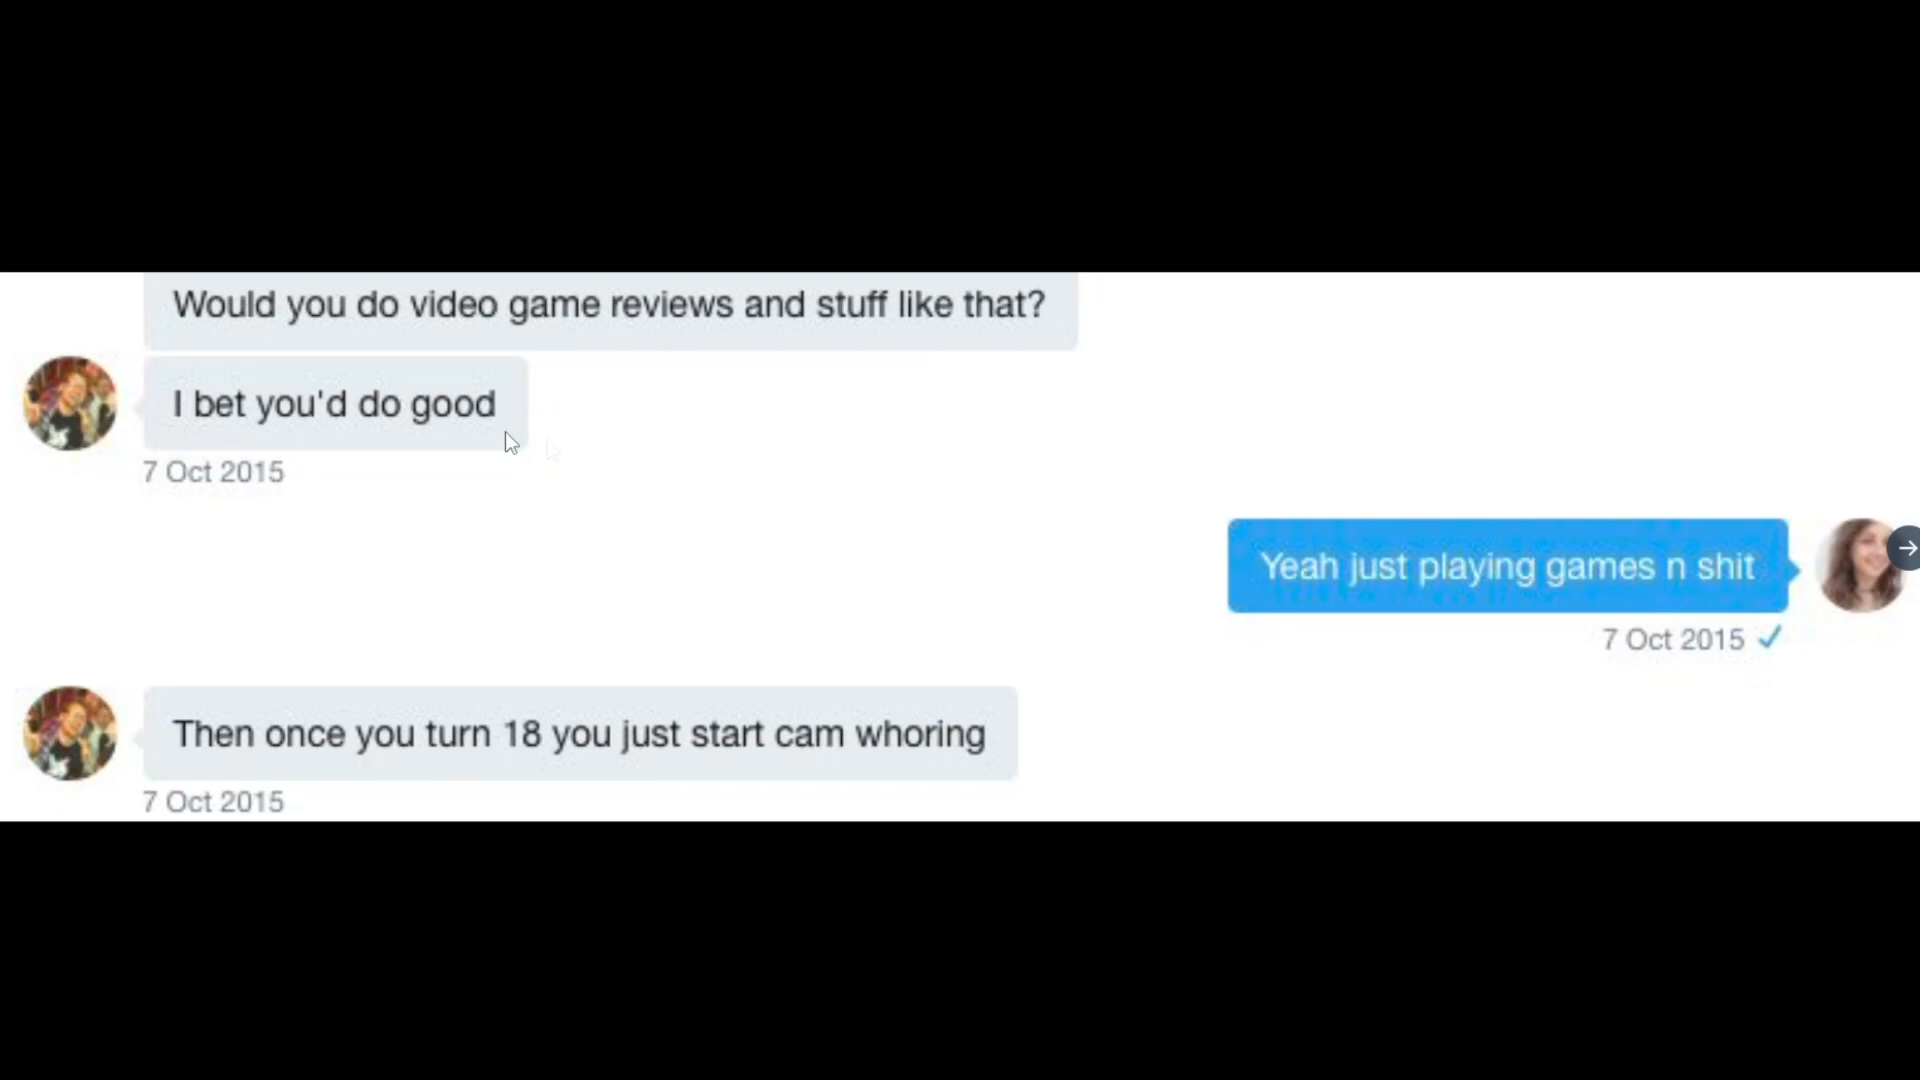 Would you do video game reviews and stuff like that?
I bet you'd do good
7 Oct 2015
Yeah just playing games n shit
7 Oct 2015
Then once you turn 18 you just start cam whoring
7 Oct 2015